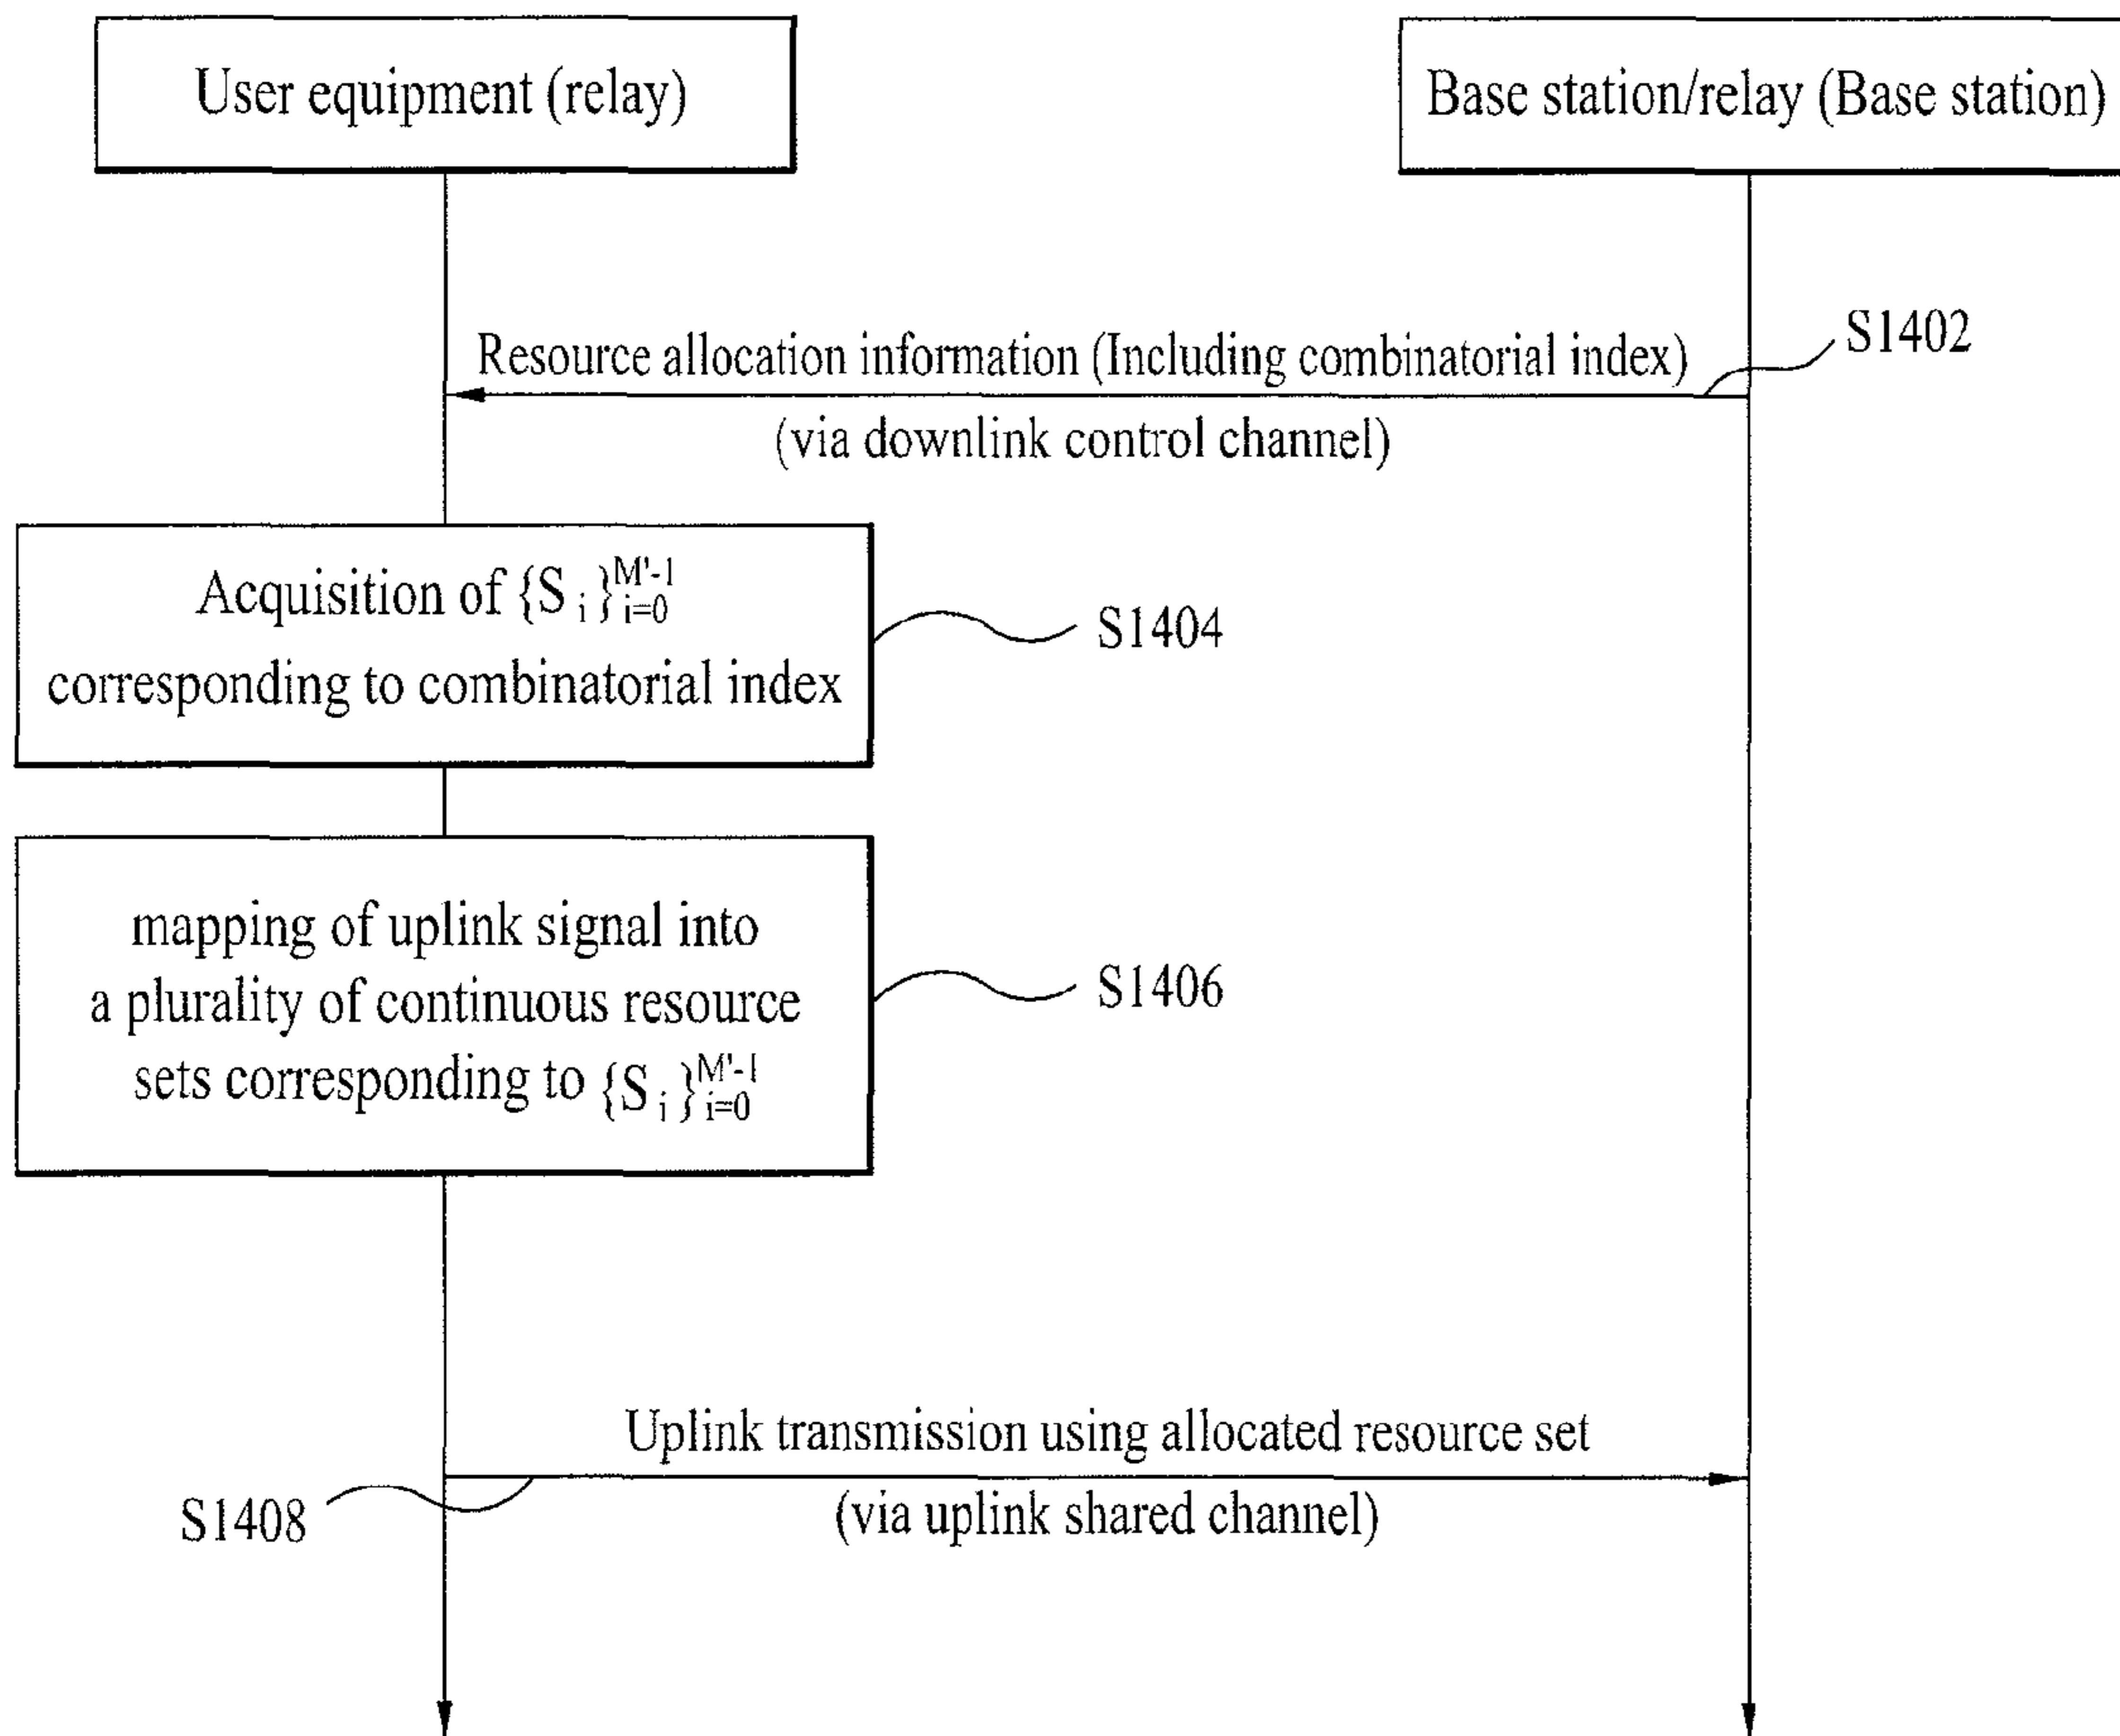 User equipment (relay)
Base station/relay (Base station)
Resource allocation information (Including combinatorial index)
S1402
(via downlink control channel)
Acquisition of {S i}M'-1 i=0
corresponding to combinatorial index
S1404
mapping of uplink signal into
a plurality of continuous resource
sets corresponding to {S i}M'-1 i=0
S1406
Uplink transmission using allocated resource set
S1408
(via uplink shared channel)